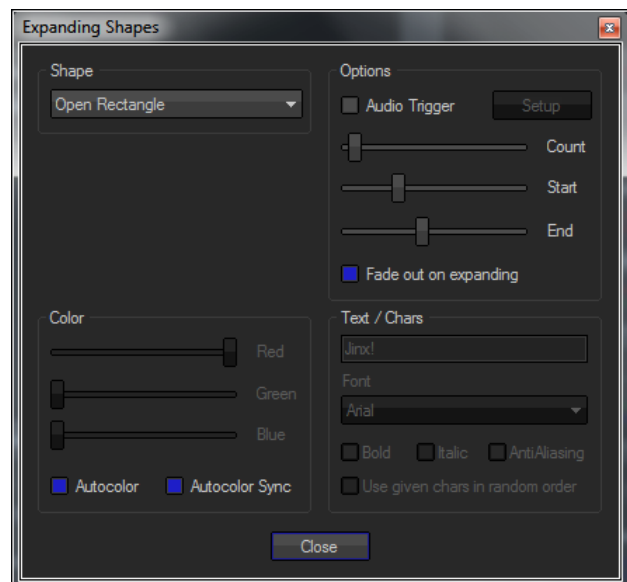 Expanding Shapes
Shape
Open Rectangle
Options
Audio Trigger
Setup
Count
Start
End
Fade out on expanding
Color
Red
Green
Blue
Autocolor
Autocolor Sync
Text / Chars
Jinx!
Font
Arial
Bold
Italic
AntiAliasing
Use given chars in random order
Close